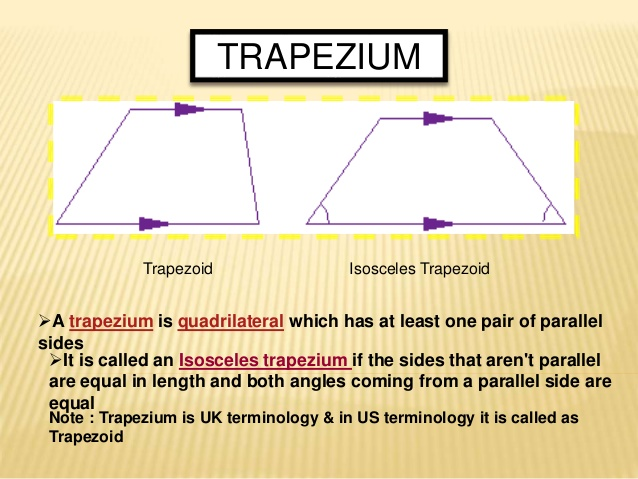 TRAPEZIUM
Trapezoid Isosceles Trapezoid
➢A trapezium is quadrilateral which has at least one pair of parallel
sides
➢It is called an Isosceles trapezium if the sides that aren't parallel
are equal in length and both angles coming from a parallel side are
equal
Note : Trapezium is UK terminology & in US terminology it is called as
Trapezoid